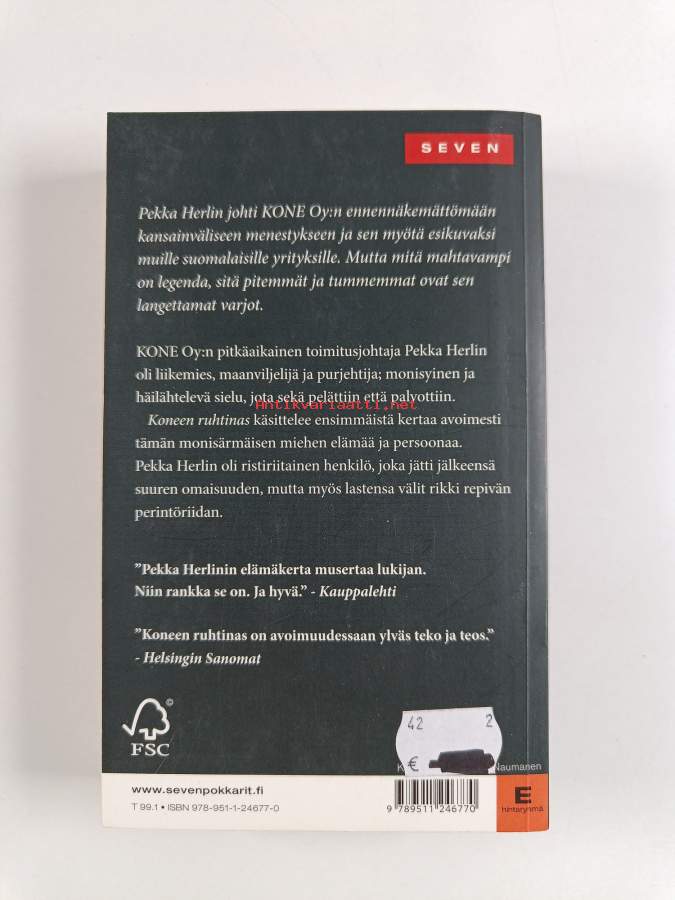 SEVEN
Pekka Herlin johti KONE Oy:n ennennäkemättömään
kansainväliseen menestykseen ja sen myötä esikuvaksi
muille suomalaisille yrityksille. Mutta mitä mahtavampi
on legenda, sitä pitemmät ja tummemmat ovat sen
langettamat varjot.
KONE Oy:n pitkäaikainen toimitusjohtaja Pekka Herlin
oli liikemies, maanviljelijä ja purjehtija; monisyinen ja
häilähtelevä sielu, jota sekä pelättiin että palvottiin.
Antikvariaatti.net
Koneen ruhtinas käsittelee ensimmäistä kertaa avoimesti
tämän monisärmäisen miehen elämää ja persoonaa.
Pekka Herlin oli ristiriitainen henkilö, joka jätti jälkeensä
suuren omaisuuden, mutta myös lastensa välit rikki repivän
perintöriidan.
”Pekka Herlinin elämäkerta musertaa lukijan.
Niin rankka se on. Ja hyvä.” - Kauppalehti
”Koneen ruhtinas on avoimuudessaan ylväs teko ja teos.”
- Helsingin Sanomat
FSC
42 2
€
Naumanen
www.sevenpokkarit.fi
T 99.1 • ISBN 978-951-1-24677-0
9 789511 246770
E
hintaryhmä